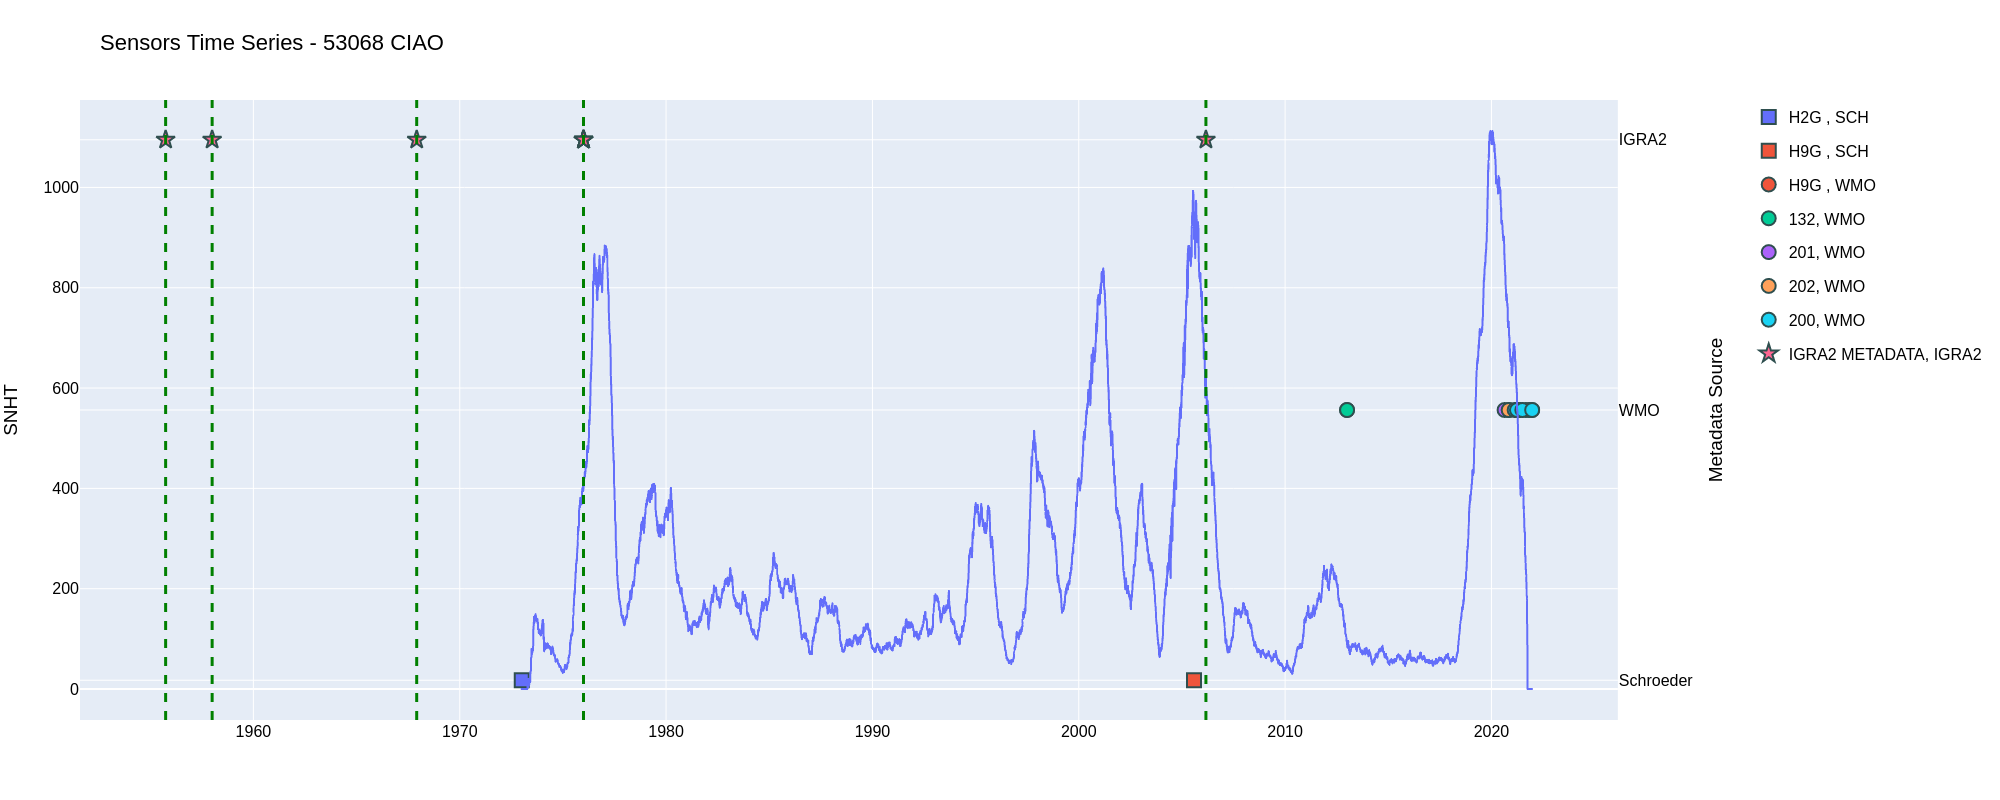 Sensors Time Series - 53068 CIAO
SNHT
1000
800
600
400
200
0
1960
1970
1980
1990
2000
2010
2020
IGRA2
WMO
Schroeder
Metadata Source
H2G , SCH
H9G , SCH
H9G , WMO
132, WMO
201, WMO
202, WMO
200, WMO
IGRA2 METADATA, IGRA2